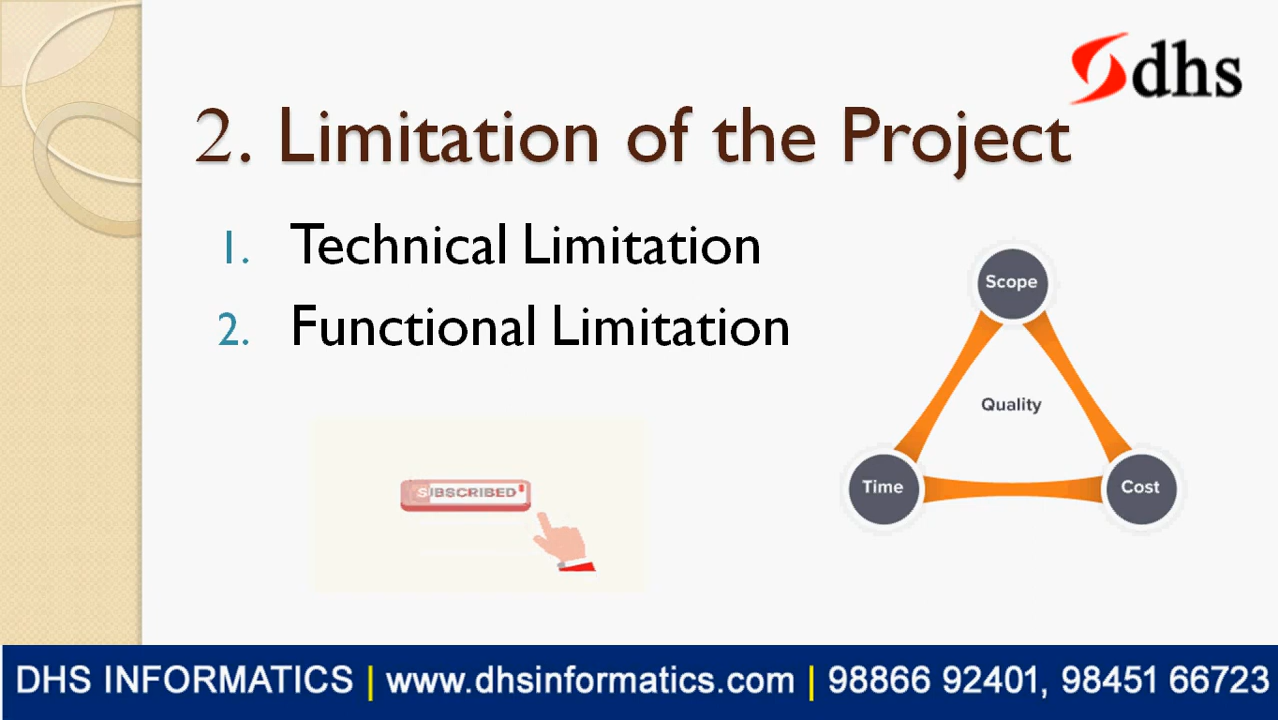 dhs
2. Limitation of the Project
1. Technical Limitation
2. Functional Limitation
Scope
Quality
Time
Cost
SUBSCRIBED
DHS INFORMATICS | www.dhsinformatics.com | 98866 92401, 98451 66723